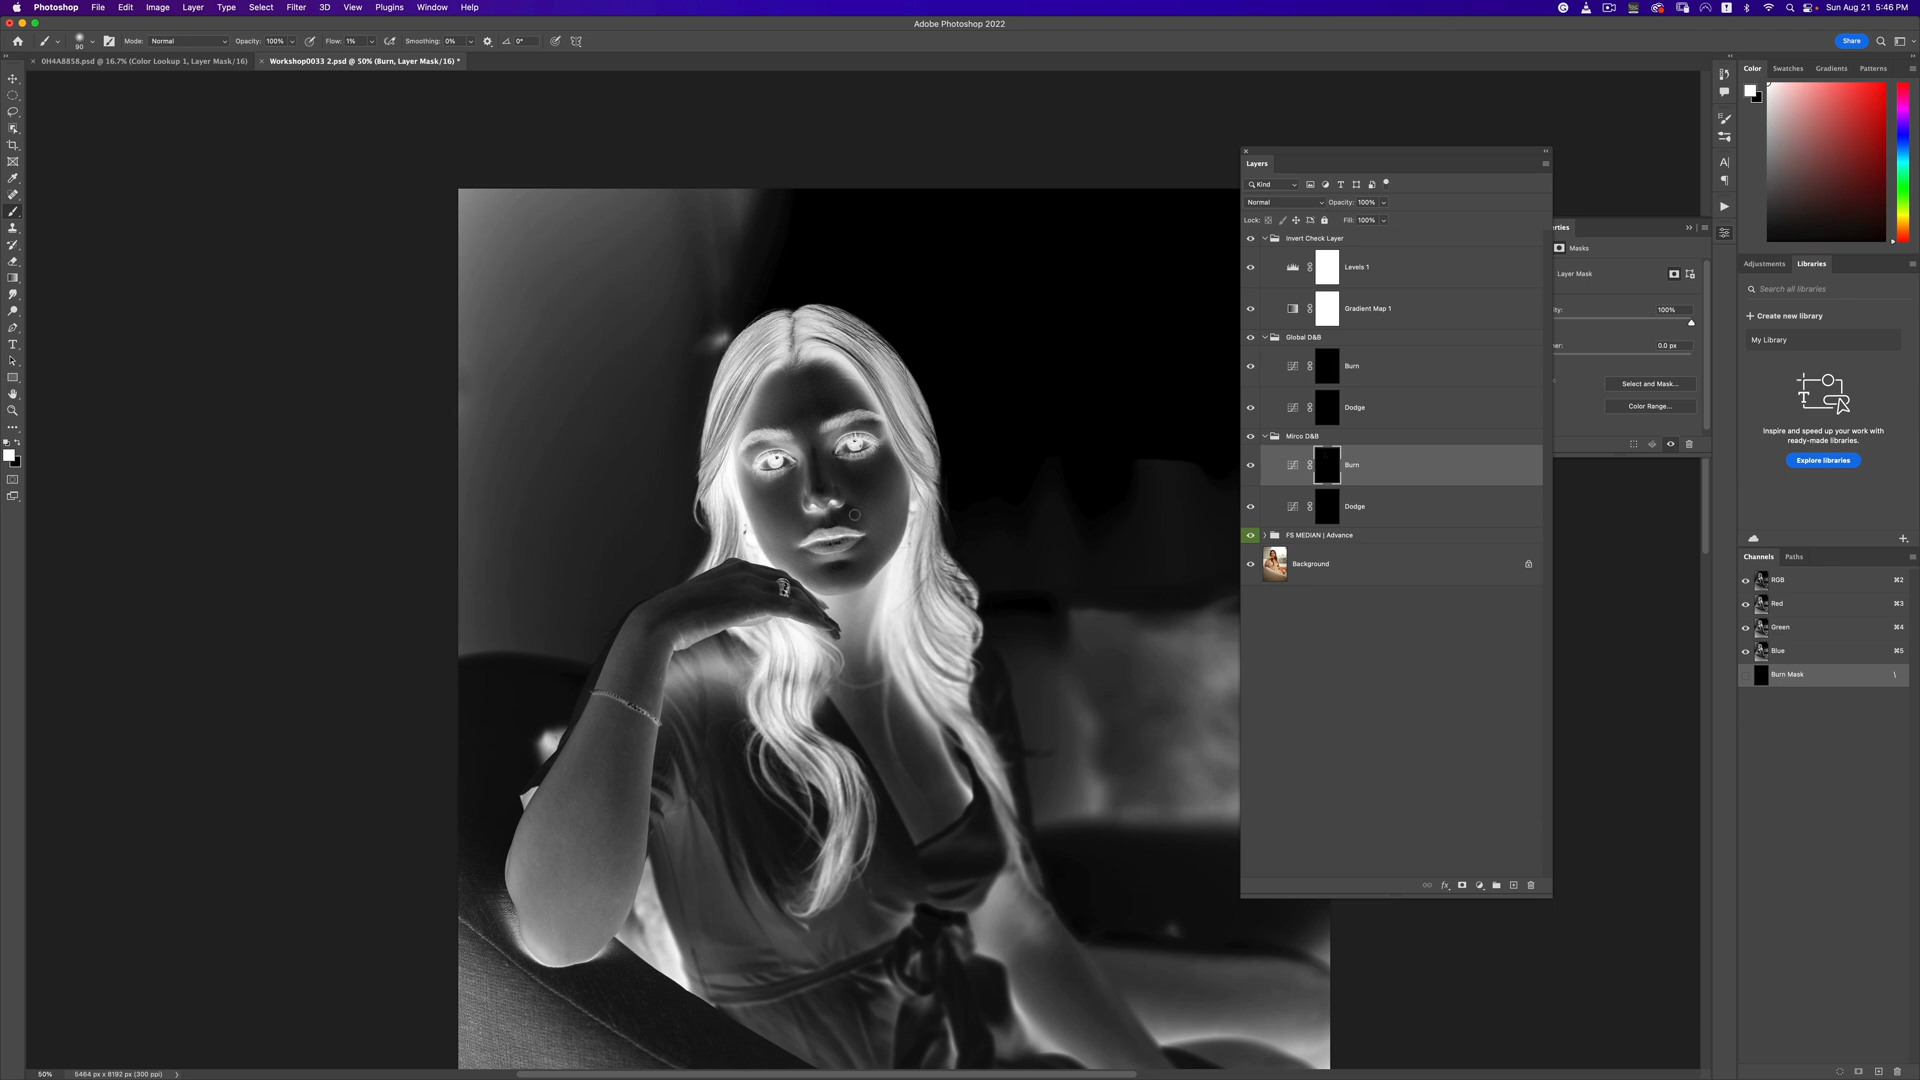 Photoshop File Edit Image Layer Type Select Filter 3D View Plugins Window Help Sun Aug 21 5:46 PM
Adobe Photoshop 2022
90 Mode: Normal Opacity: 100% Flow: 1% Smoothing: 0% 0° Share
0H4A8858.psd @ 16.7% (Color Lookup 1, Layer Mask/16) Workshop0033 2.psd @ 50% (Burn, Layer Mask/16) *
Color Swatches Gradients Patterns
Layers
Kind
Normal Opacity: 100%
Lock: Fill: 100%
Invert Check Layer
Levels 1
Gradient Map 1
Global D&B
Burn
Dodge
Mirco D&B
Burn
Dodge
FS MEDIAN | Advance
Background
erties
Masks
Layer Mask
ity: 100%
her: 0.0 px
Select and Mask...
Color Range...
Adjustments Libraries
Search all libraries
Create new library
My Library
Inspire and speed up your work with
ready-made libraries.
Explore libraries
Channels Paths
RGB ⌘2
Red ⌘3
Green ⌘4
Blue ⌘5
Burn Mask \
50% 5464 px x 8192 px (300 ppi)